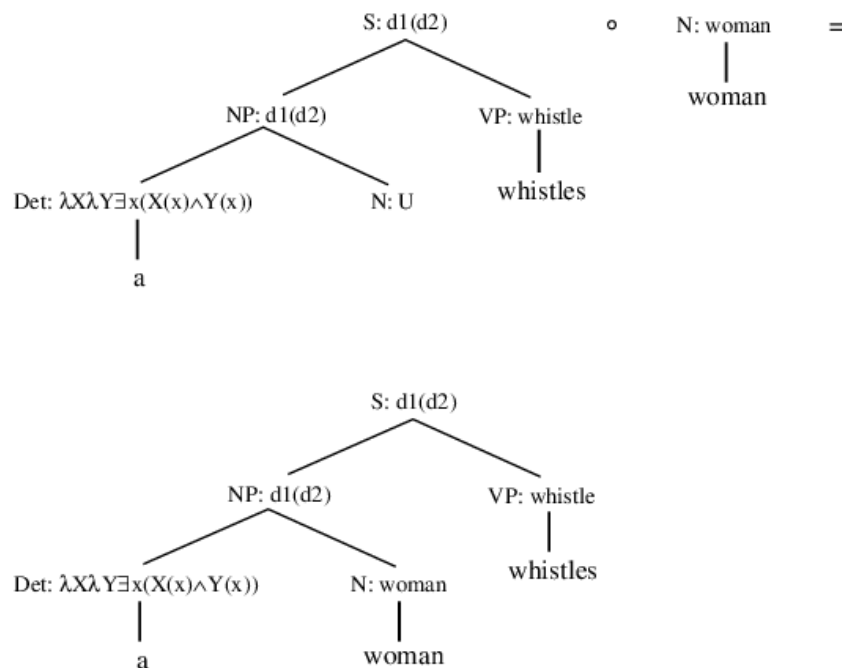 S: d1(d2) ∘ N: woman =
woman
NP: d1(d2) VP: whistle
Det: λXλY∃x(X(x)∧Y(x)) N: U whistles
a
S: d1(d2)
NP: d1(d2) VP: whistle
whistles
Det: λXλY∃x(X(x)∧Y(x)) N: woman
a woman